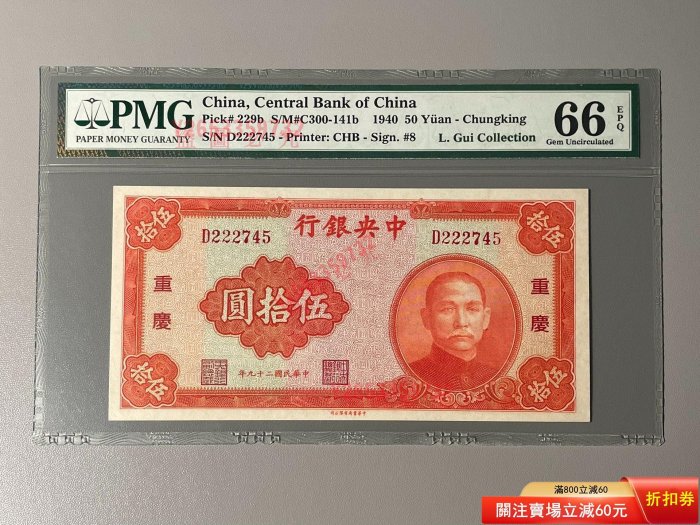 PMG
PAPER MONEY GUARANTY
China, Central Bank of China
Pick# 229b S/M#C300-141b 1940 50 Yüan - Chungking
S/N D222745 - Printer: CHB - Sign. #8 L. Gui Collection
66 EPQ
Gem Uncirculated
伍拾
伍拾
行銀央中
D222745
D222745
重慶
圓拾伍
重慶
年九十二國民華中
伍拾
伍拾
滿800立減60
關注賣場立減60元
折扣券